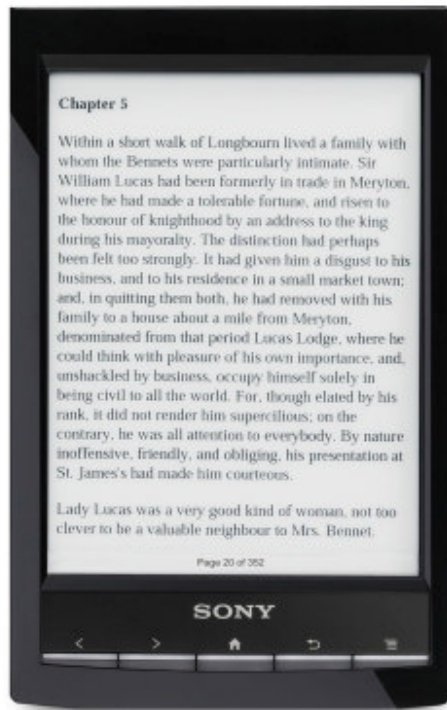 Chapter 5
Within a short walk of Longbourn lived a family with
whom the Bennets were particularly intimate. Sir
William Lucas had been formerly in trade in Meryton,
where he had made a tolerable fortune, and risen to
the honour of knighthood by an address to the king
during his mayoralty. The distinction had perhaps
been felt too strongly. It had given him a disgust to his
business, and to his residence in a small market town;
and, in quitting them both, he had removed with his
family to a house about a mile from Meryton,
denominated from that period Lucas Lodge, where he
could think with pleasure of his own importance, and,
unshackled by business, occupy himself solely in
being civil to all the world. For, though elated by his
rank, it did not render him supercilious; on the
contrary, he was all attention to everybody. By nature
inoffensive, friendly, and obliging, his presentation at
St. James's had made him courteous.
Lady Lucas was a very good kind of woman, not too
clever to be a valuable neighbour to Mrs. Bennet.
Page 20 of 352
SONY